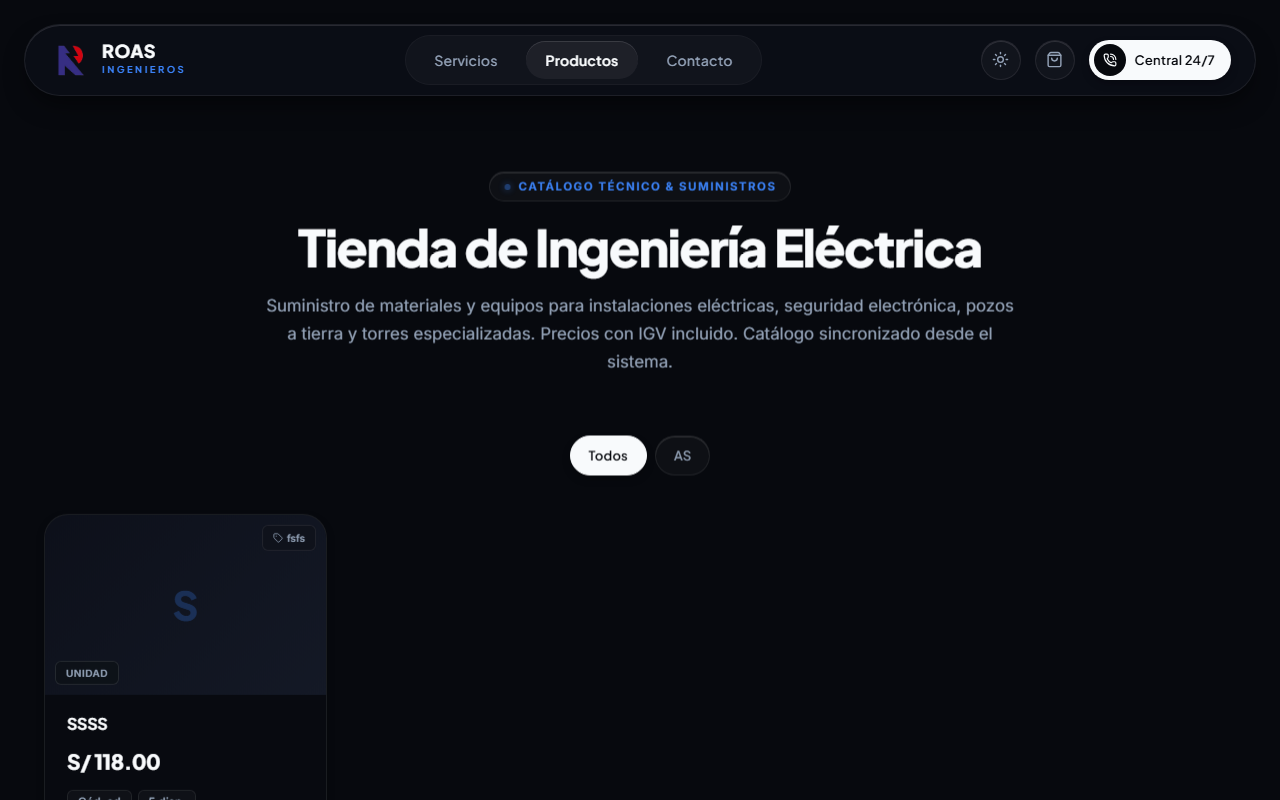 ROAS
INGENIEROS
Servicios
Productos
Contacto
Central 24/7
CATÁLOGO TÉCNICO & SUMINISTROS
Tienda de Ingeniería Eléctrica
Suministro de materiales y equipos para instalaciones eléctricas, seguridad electrónica, pozos
a tierra y torres especializadas. Precios con IGV incluido. Catálogo sincronizado desde el
sistema.
Todos
AS
fsfs
S
UNIDAD
SSSS
S/ 118.00